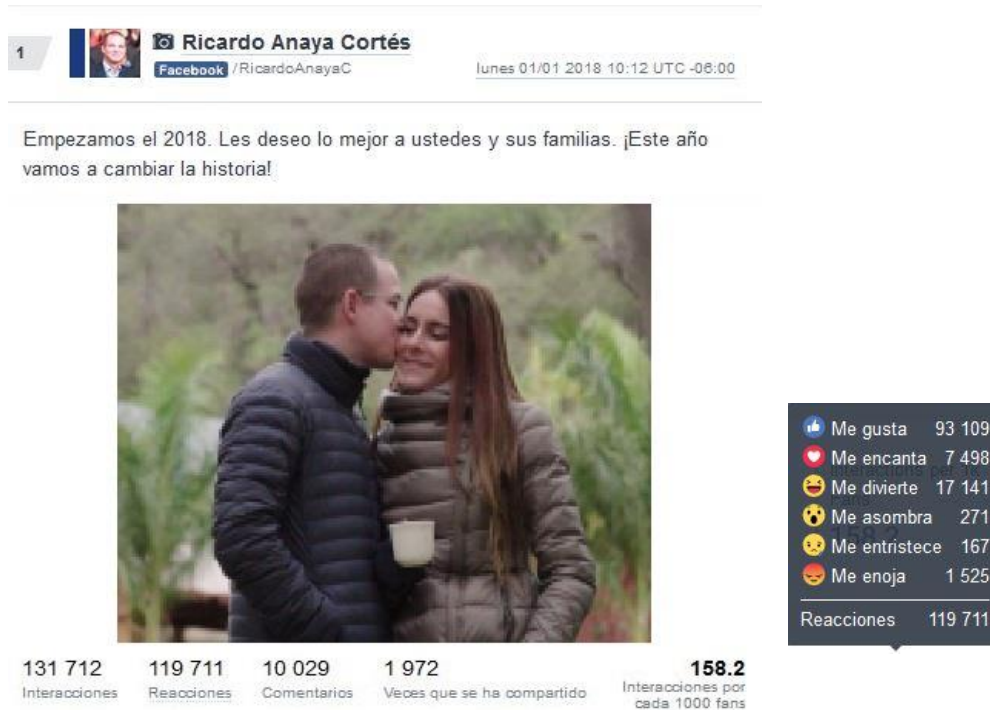 1
Ricardo Anaya Cortés
Facebook /RicardoAnayaC
lunes 01/01 2018 10:12 UTC -06:00
Empezamos el 2018. Les deseo lo mejor a ustedes y sus familias. ¡Este año
vamos a cambiar la historia!
Me gusta 93 109
Me encanta 7 498
Me divierte 17 141
Me asombra 271
Me entristece 167
Me enoja 1 525
Reacciones 119 711
131 712
Interacciones
119 711
Reacciones
10 029
Comentarios
1 972
Veces que se ha compartido
158.2
Interacciones por
cada 1000 fans